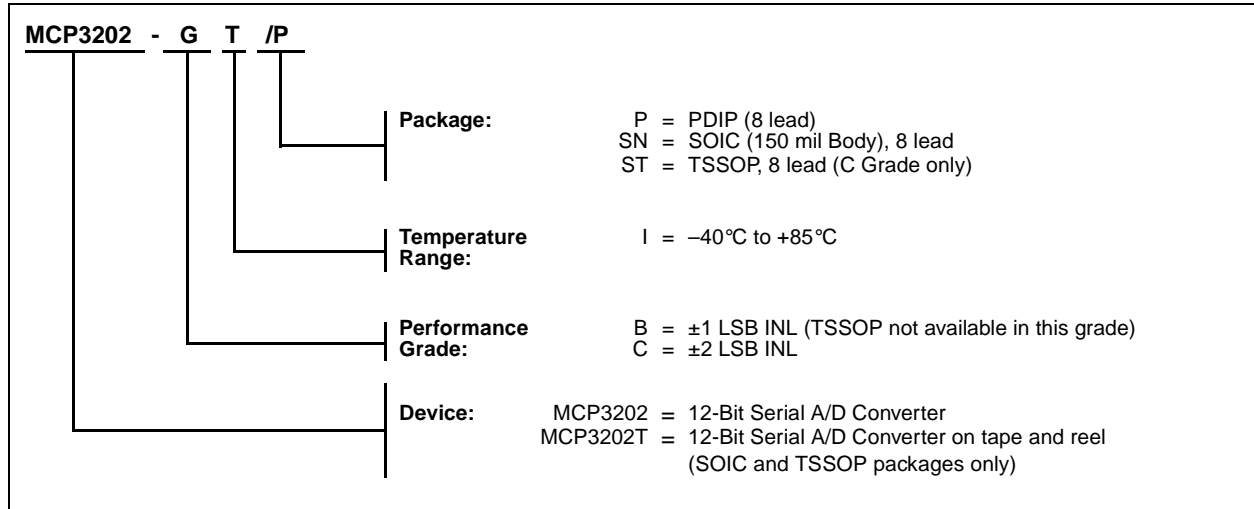 MCP3202 - G T /P
Package: P = PDIP (8 lead)
SN = SOIC (150 mil Body), 8 lead
ST = TSSOP, 8 lead (C Grade only)
Temperature I = –40°C to +85°C
Range:
Performance B = ±1 LSB INL (TSSOP not available in this grade)
Grade: C = ±2 LSB INL
Device: MCP3202 = 12-Bit Serial A/D Converter
MCP3202T = 12-Bit Serial A/D Converter on tape and reel
(SOIC and TSSOP packages only)